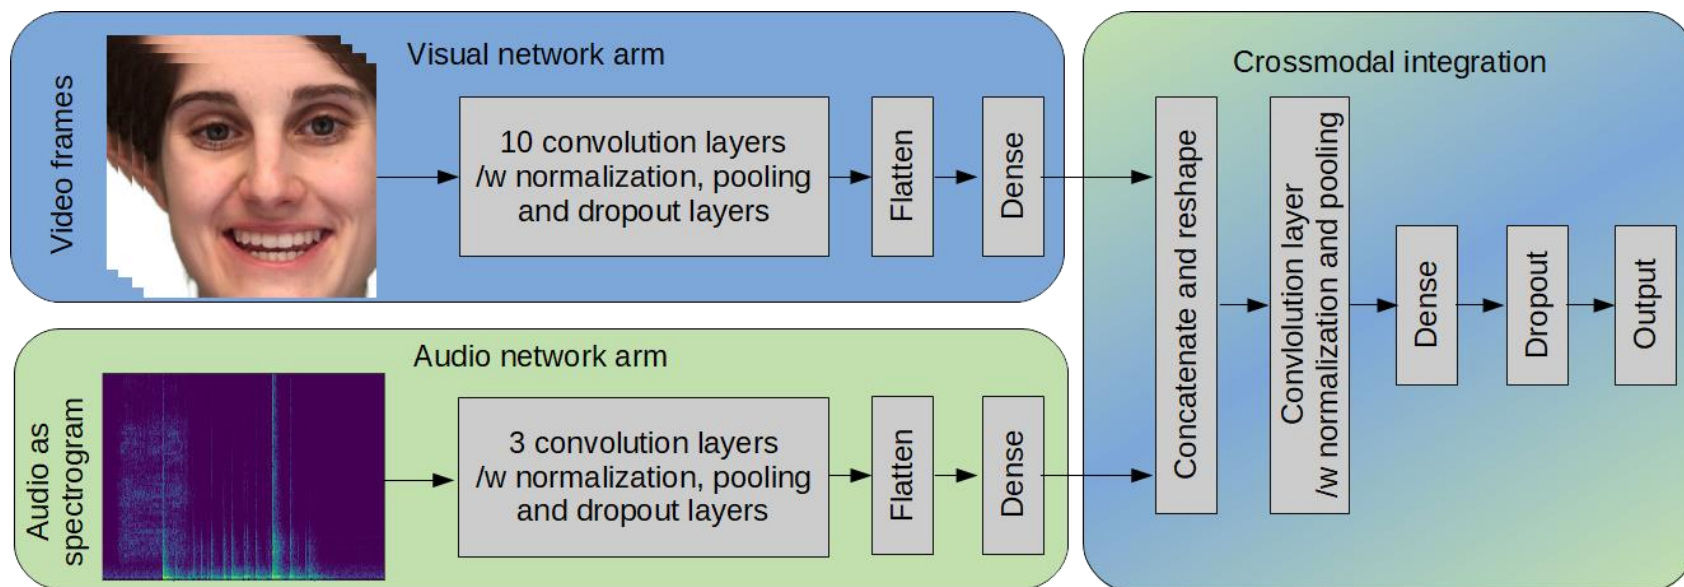 Visual network arm
Video frames
10 convolution layers
/w normalization, pooling
and dropout layers
Flatten
Dense
Audio network arm
Audio as
spectrogram
3 convolution layers
/w normalization, pooling
and dropout layers
Flatten
Dense
Crossmodal integration
Concatenate and reshape
Convlolution layer
/w normalization and pooling
Dense
Dropout
Output